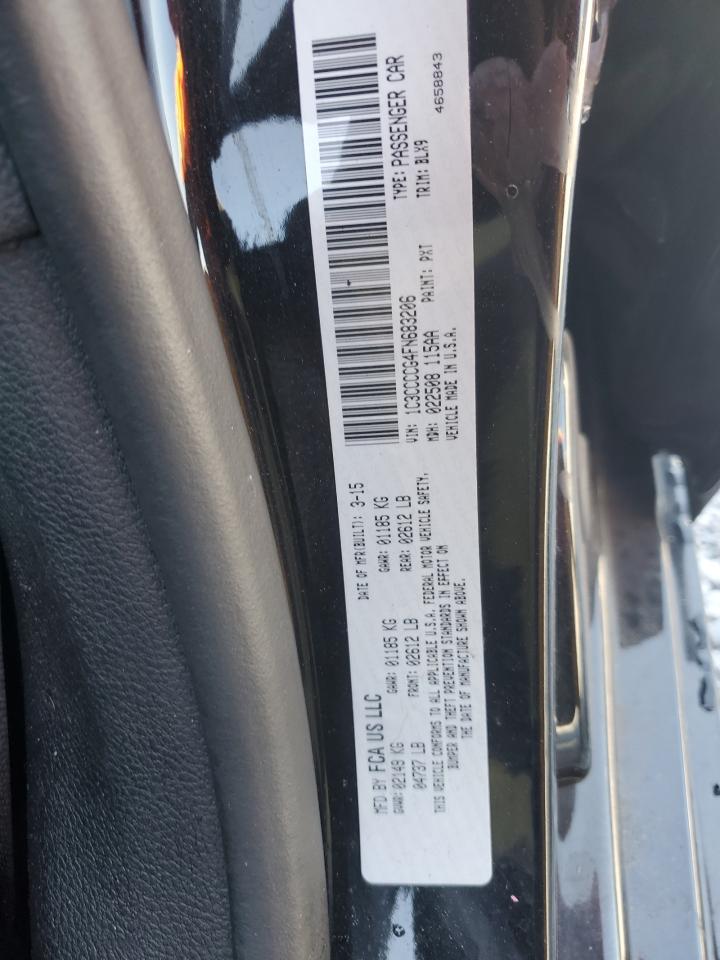 MFD BY FCA US LLC
DATE OF MFR(BUILT): 3-15
GVWR: 02149 KG
GAWR: 01185 KG
GAWR: 01185 KG
04737 LB
FRONT: 02612 LB
REAR: 02612 LB
THIS VEHICLE CONFORMS TO ALL APPLICABLE U.S.A. FEDERAL MOTOR VEHICLE SAFETY,
BUMPER AND THEFT PREVENTION STANDARDS IN EFFECT ON
THE DATE OF MANUFACTURE SHOWN ABOVE.
VIN: 1C3CCCCG4FN683206
TYPE: PASSENGER CAR
MDH: 022508 115AA
PAINT: PXT
TRIM: BLX9
VEHICLE MADE IN U.S.A.
4658843